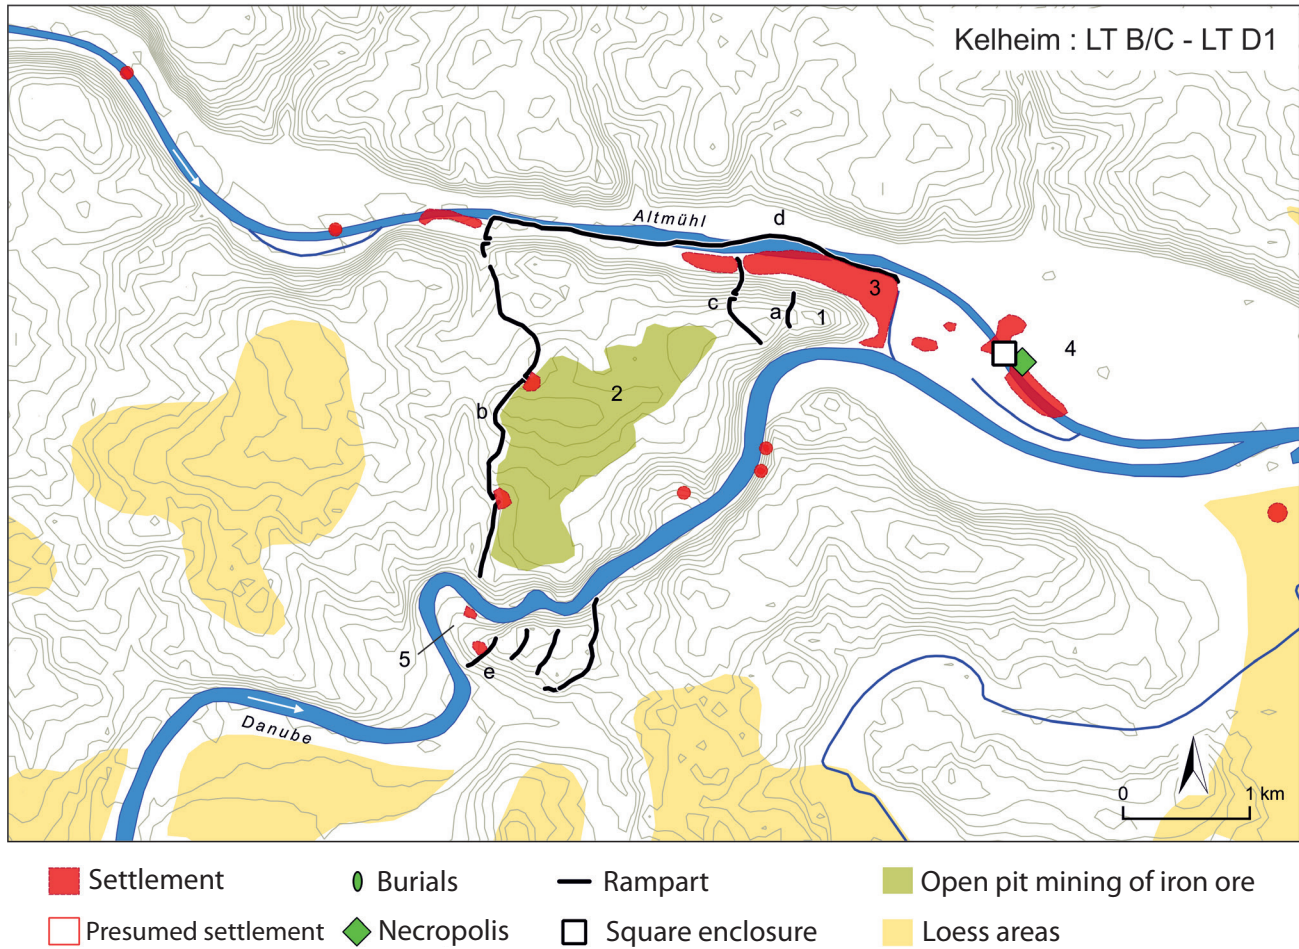 Kelheim : LT B/C - LT D1
Altmühl
d
3
c
a
1
4
2
b
5
e
Danube
0 1 km
Settlement
Burials
Rampart
Open pit mining of iron ore
Presumed settlement
Necropolis
Square enclosure
Loess areas